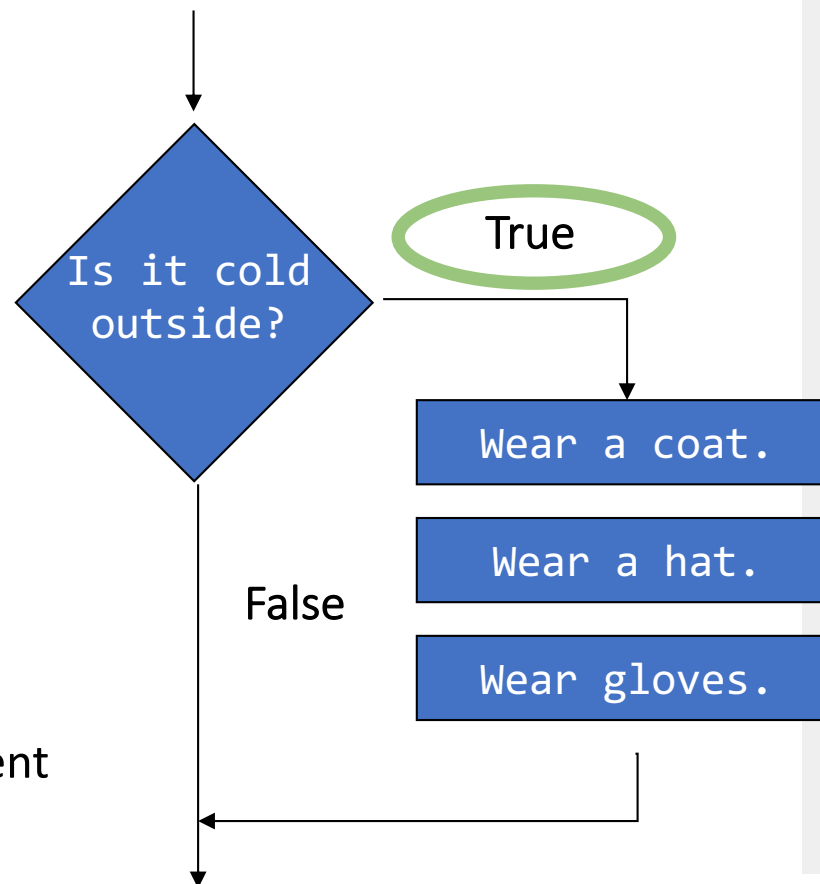 True
Is it cold
outside?
Wear a coat.
Wear a hat.
False
Wear gloves.
ent